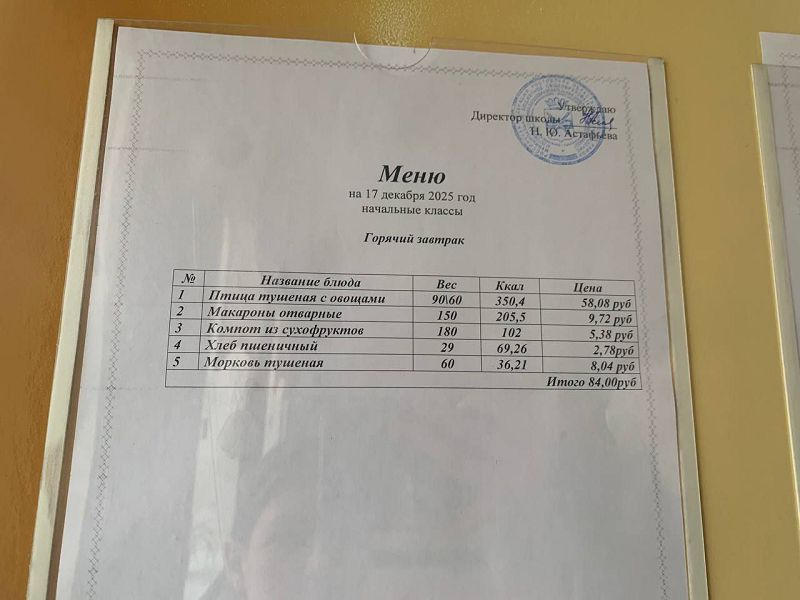 Утверждаю
Директор школы
Н. Ю. Астафьева
Меню
на 17 декабря 2025 год
начальные классы
Горячий завтрак
№ Название блюда Вес Ккал Цена
1 Птица тушеная с овощами 90\60 350,4 58,08 руб
2 Макароны отварные 150 205,5 9,72 руб
3 Компот из сухофруктов 180 102 5,38 руб
4 Хлеб пшеничный 29 69,26 2,78руб
5 Морковь тушеная 60 36,21 8,04 руб
Итого 84,00руб